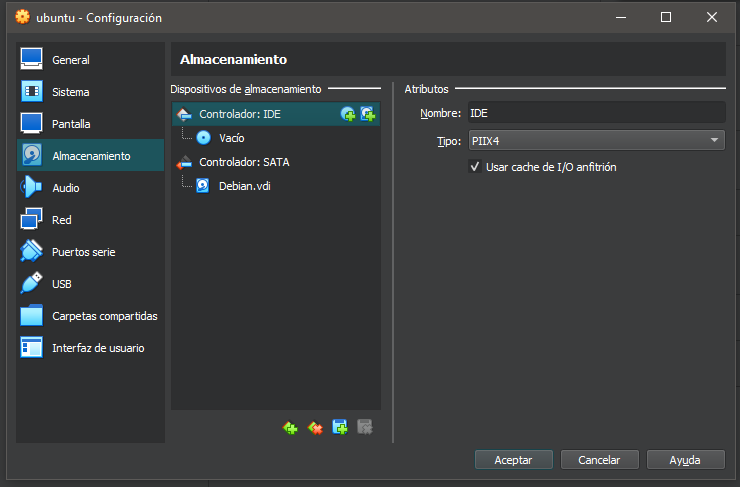 ubuntu - Configuración
General
Sistema
Pantalla
Almacenamiento
Audio
Red
Puertos serie
USB
Carpetas compartidas
Interfaz de usuario
Almacenamiento
Dispositivos de almacenamiento
Controlador: IDE
Vacío
Controlador: SATA
Debian.vdi
Atributos
Nombre: IDE
Tipo: PIIX4
Usar cache de I/O anfitrión
Aceptar Cancelar Ayuda